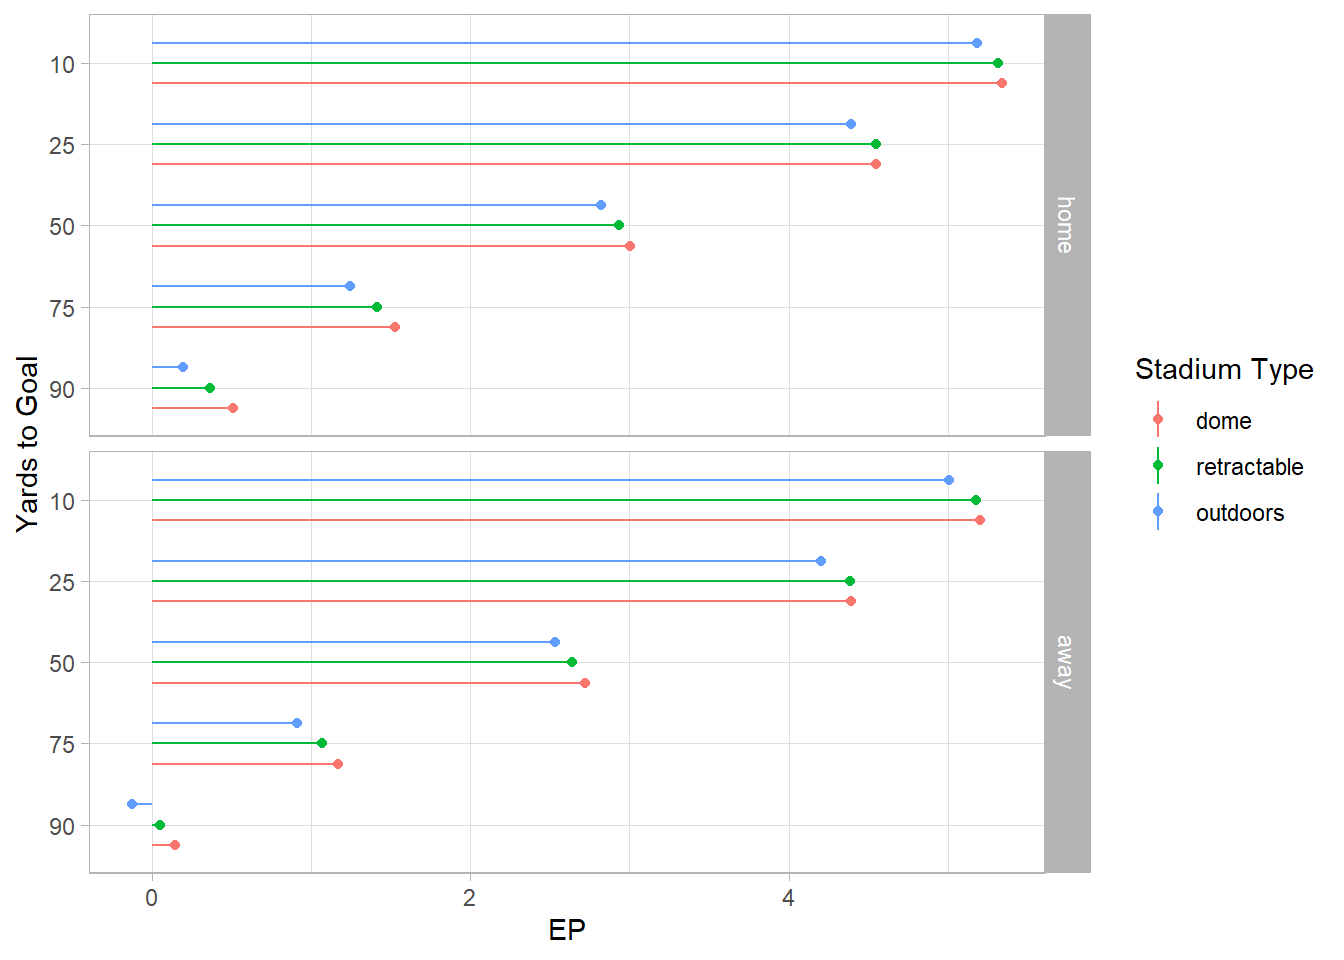 Yards to Goal
10
25
50
75
90
home
10
25
50
75
90
away
0 2 4
EP
Stadium Type
dome
retractable
outdoors